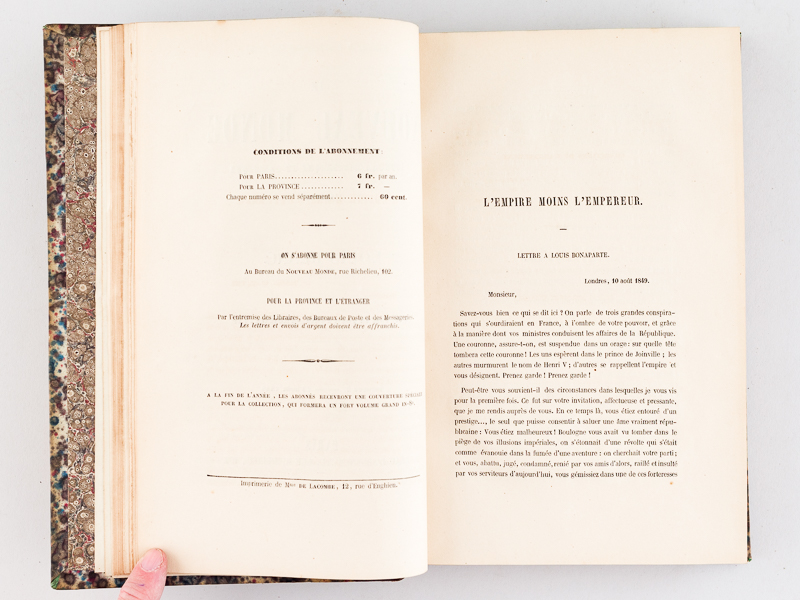 CONDITIONS DE L'ABONNEMENT
POUR PARIS.................... 6 fr. par an.
POUR LA PROVINCE............ 7 fr. —
Chaque numéro se vend séparément............ 60 cent.
ON S'ABONNE POUR PARIS
Au Bureau du NOUVEAU MONDE, rue Richelieu, 102.
POUR LA PROVINCE ET L'ÉTRANGER
Par l'entremise des Libraires, des Bureaux de Poste et des Messageries.
Les lettres et envois d'argent doivent être affranchis.
A LA FIN DE L'ANNÉE, LES ABONNÉS RECEVRONT UNE COUVERTURE
POUR LA COLLECTION, QUI FORMERA UN FORT VOLUME GRAND
Imprimerie de Mme DE LACOMBE, 12, rue d'Enghien.
L'EMPIRE MOINS L'EMPEREUR.
—
LETTRE A LOUIS BONAPARTE.
Londres, 10 août 1849.
Monsieur,
Savez-vous bien ce qui se dit ici ? On parle de trois grandes conspira-
tions qui s'ourdiraient en France, à l'ombre de votre pouvoir, et grâce
à la manière dont vos ministres conduisent les affaires de la République.
Une couronne, assure-t-on, est suspendue dans un orage : sur quelle tête
tombera cette couronne ! Les uns espèrent dans le prince de Joinville ; les
autres murmurent le nom de Henri V ; d'autres se rappellent l'empire et
vous désignent. Prenez garde ! Prenez garde !
Peut-être vous souvient-il des circonstances dans lesquelles je vous vis
pour la première fois. Ce fut sur votre invitation, affectueuse et pressante,
que je me rendis auprès de vous. En ce temps là, vous étiez entouré d'un
prestige..., le seul que puisse consentir à saluer une âme vraiment répu-
blicaine : Vous étiez malheureux ! Boulogne vous avait vu tomber dans le
piège de vos illusions impériales, on s'étonnait d'une révolte qui s'était
comme évanouie dans la fumée d'une aventure : on cherchait votre parti ;
et vous, abattu, jugé, condamné, renié par vos amis d'alors, raillé et insulté
par vos serviteurs d'aujourd'hui, vous gémissiez dans une de ces forteresses